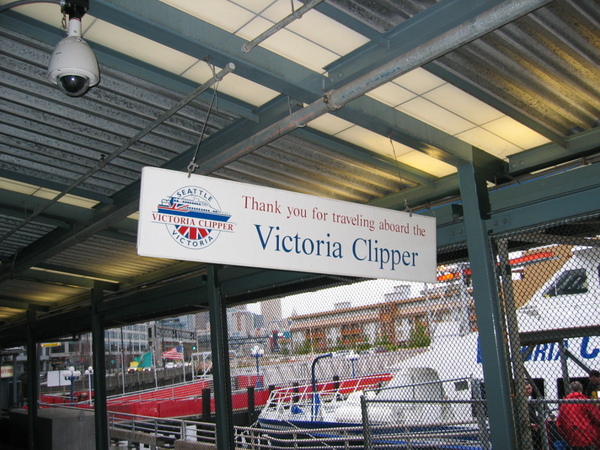 SEATTLE
VICTORIA CLIPPER
VICTORIA
Thank you for traveling aboard the
Victoria Clipper